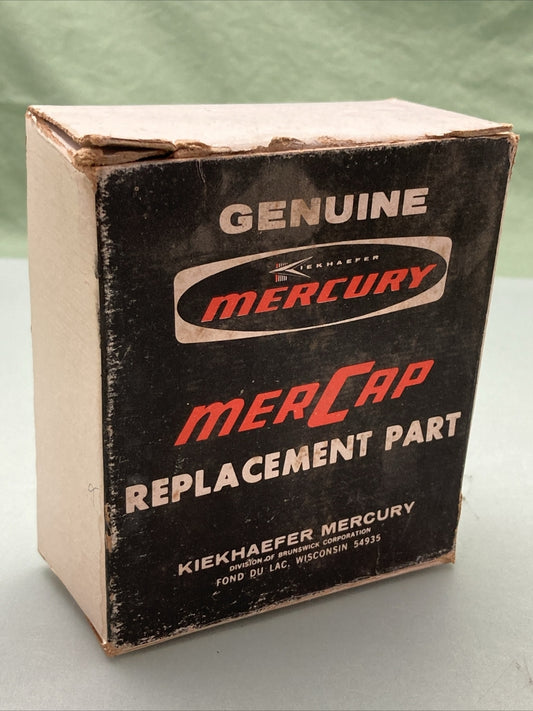 GENUINE
KIEKHAEFER
MERCURY
MERCAP
REPLACEMENT PART
KIEKHAEFER MERCURY
DIVISION OF BRUNSWICK CORPORATION
FOND DU LAC, WISCONSIN 54935